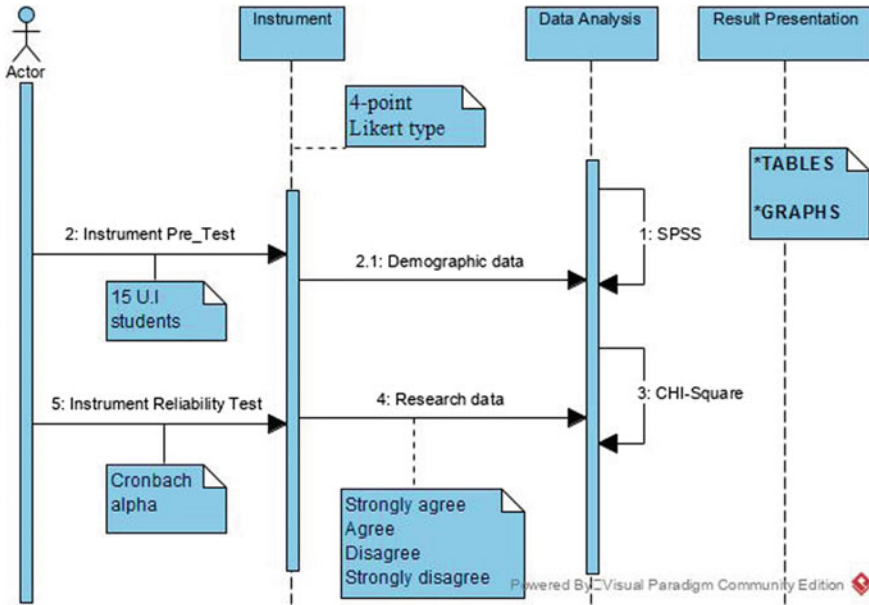 Instrument
Data Analysis
Result Presentation
Actor
4-point
Likert type
*TABLES
*GRAPHS
2: Instrument Pre_Test
1: SPSS
2.1: Demographic data
15 U.I
students
5: Instrument Reliability Test
4: Research data
3: CHI-Square
Cronbach
alpha
Strongly agree
Agree
Disagree
Strongly disagree
Powered By Visual Paradigm Community Edition